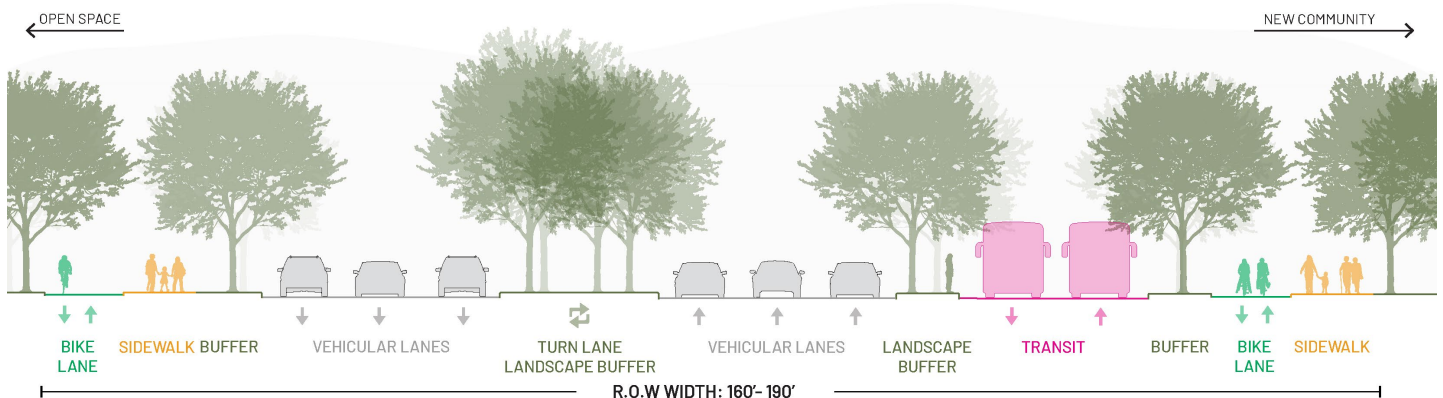 OPEN SPACE
NEW COMMUNITY
BIKE
LANE
SIDEWALK
BUFFER
VEHICULAR LANES
TURN LANE
LANDSCAPE BUFFER
VEHICULAR LANES
LANDSCAPE
BUFFER
TRANSIT
BUFFER
BIKE
LANE
SIDEWALK
R.O.W WIDTH: 160'- 190'